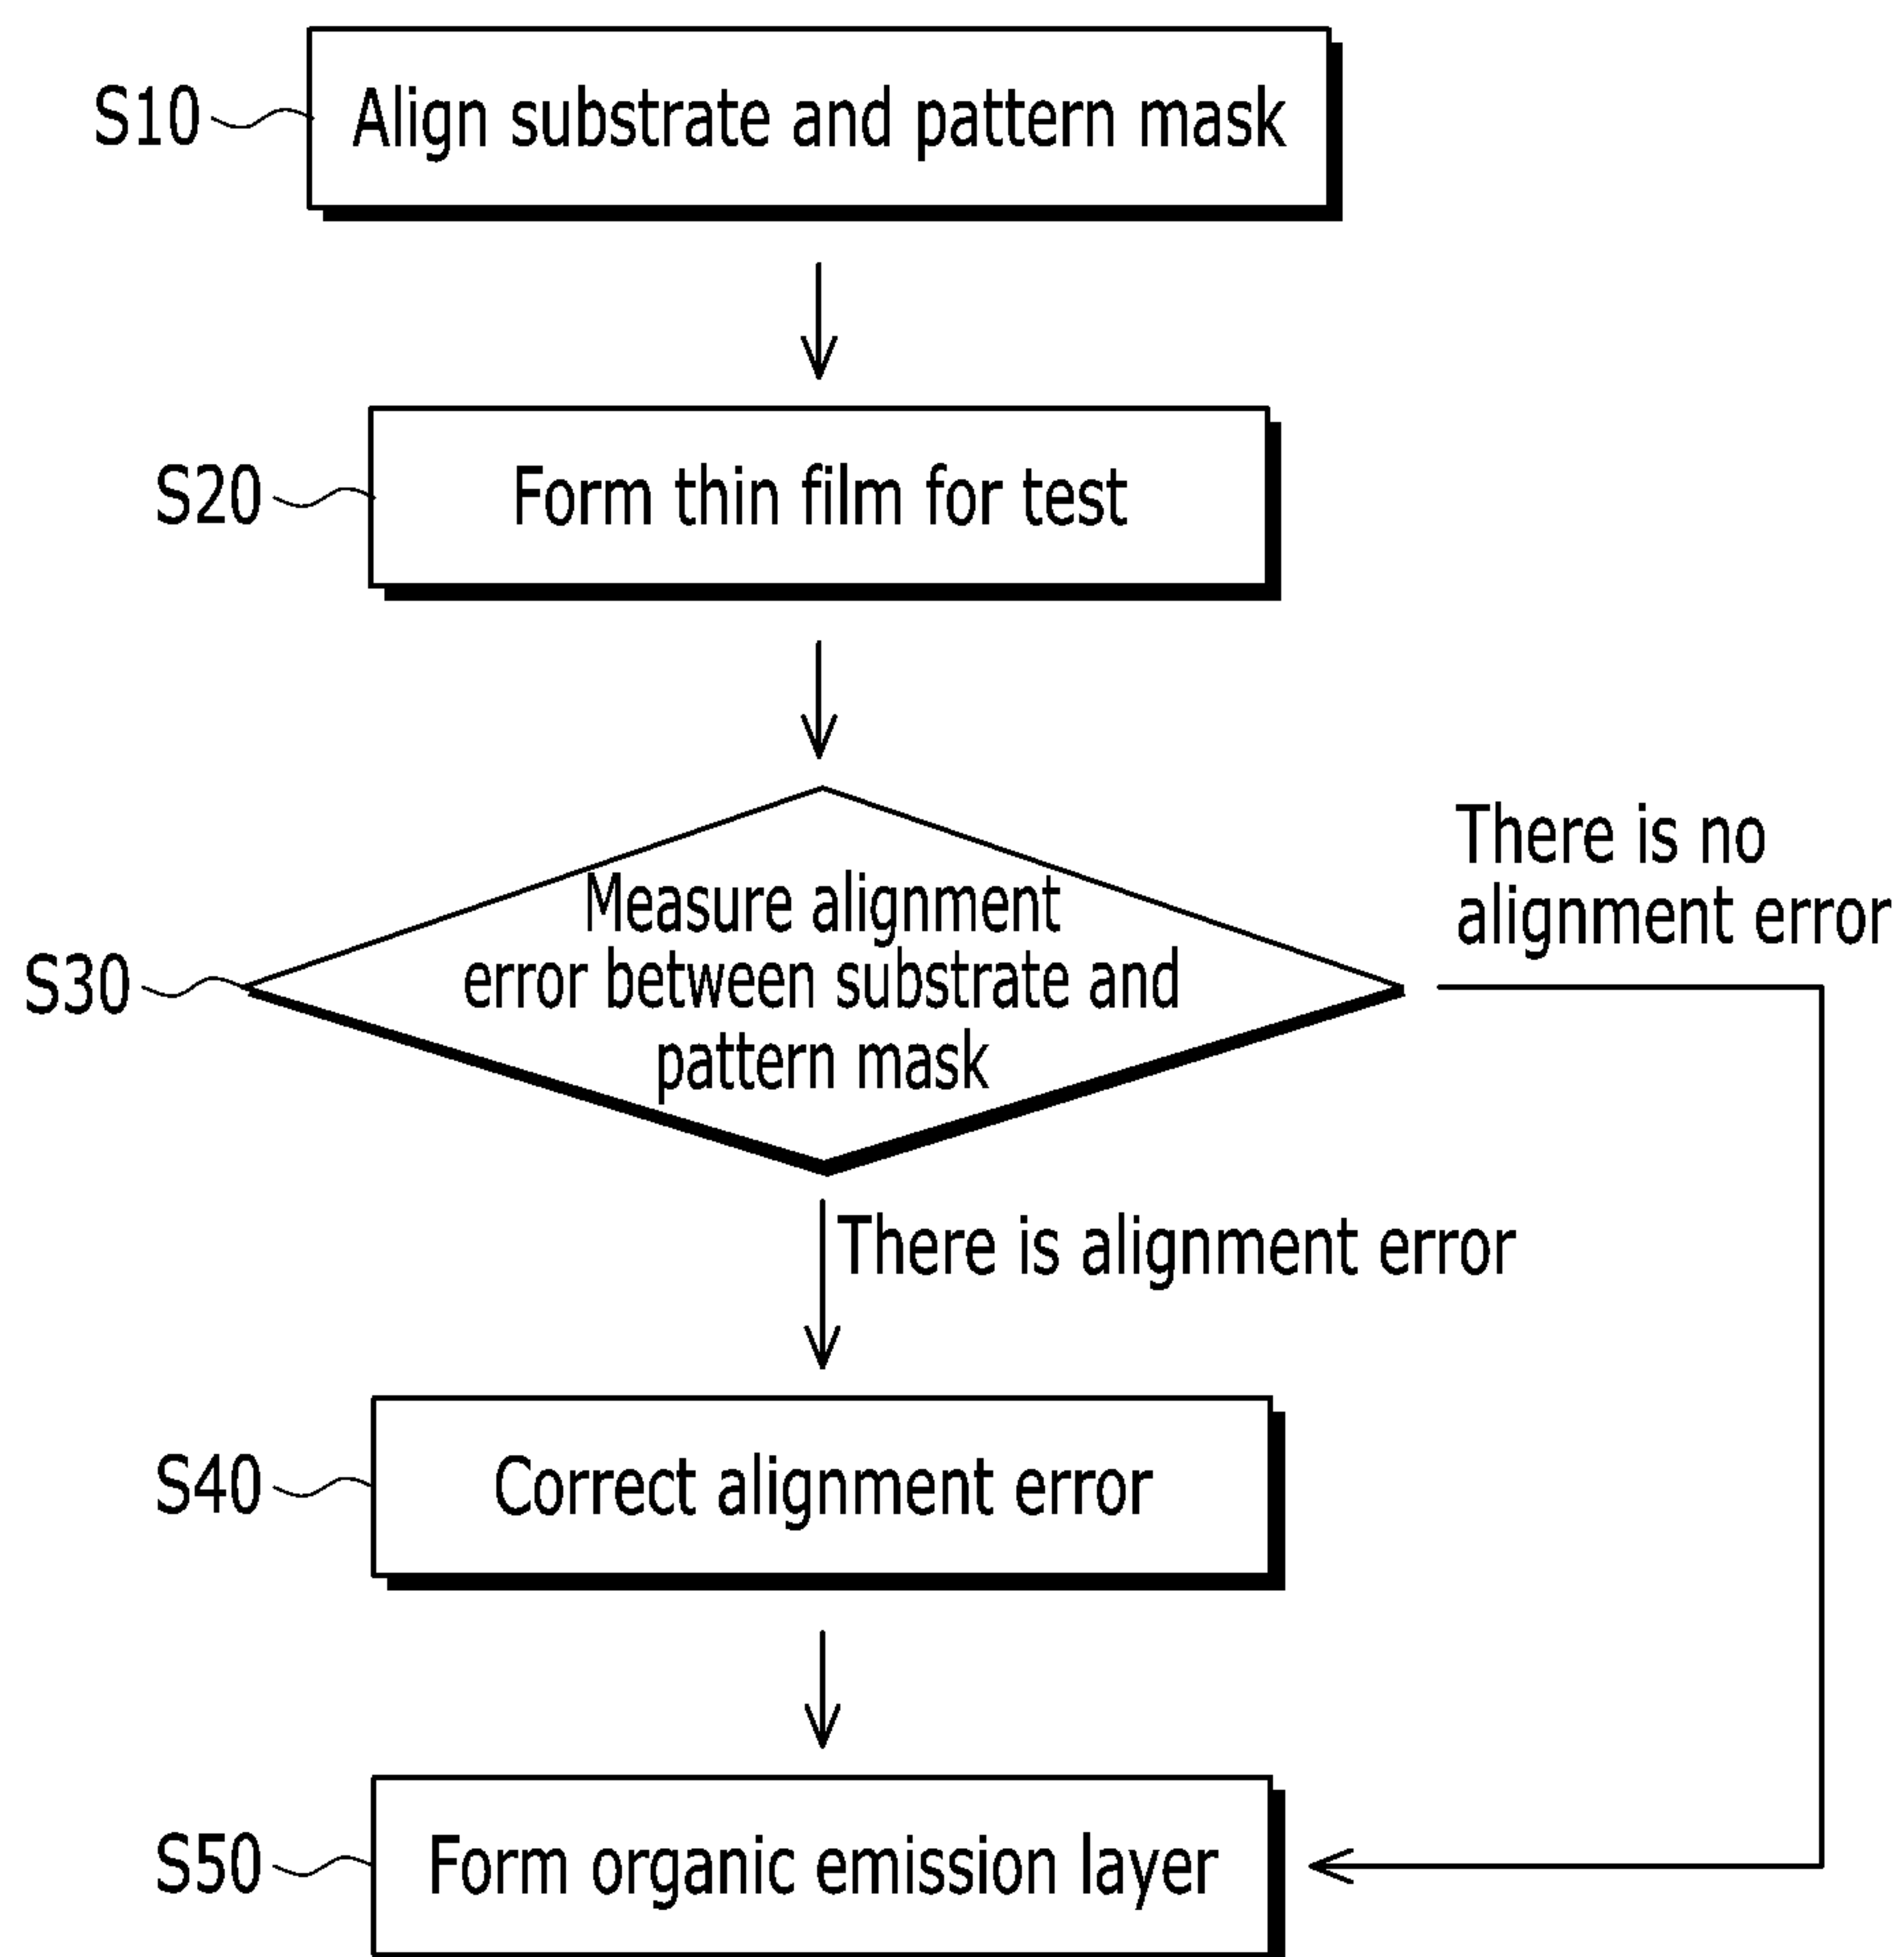 S10
Align substrate and pattern mask
S20
Form thin film for test
S30
Measure alignment
error between substrate and
pattern mask
There is no
alignment error
There is alignment error
S40
Correct alignment error
S50
Form organic emission layer